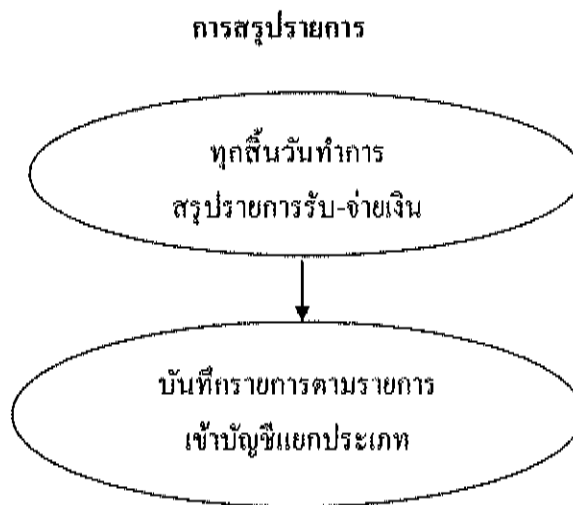 การสรุปรายการ
ทุกสิ้นวันทำการ
สรุปรายการรับ-จ่ายเงิน
บันทึกรายการตามรายการ
เข้าบัญชีแยกประเภท